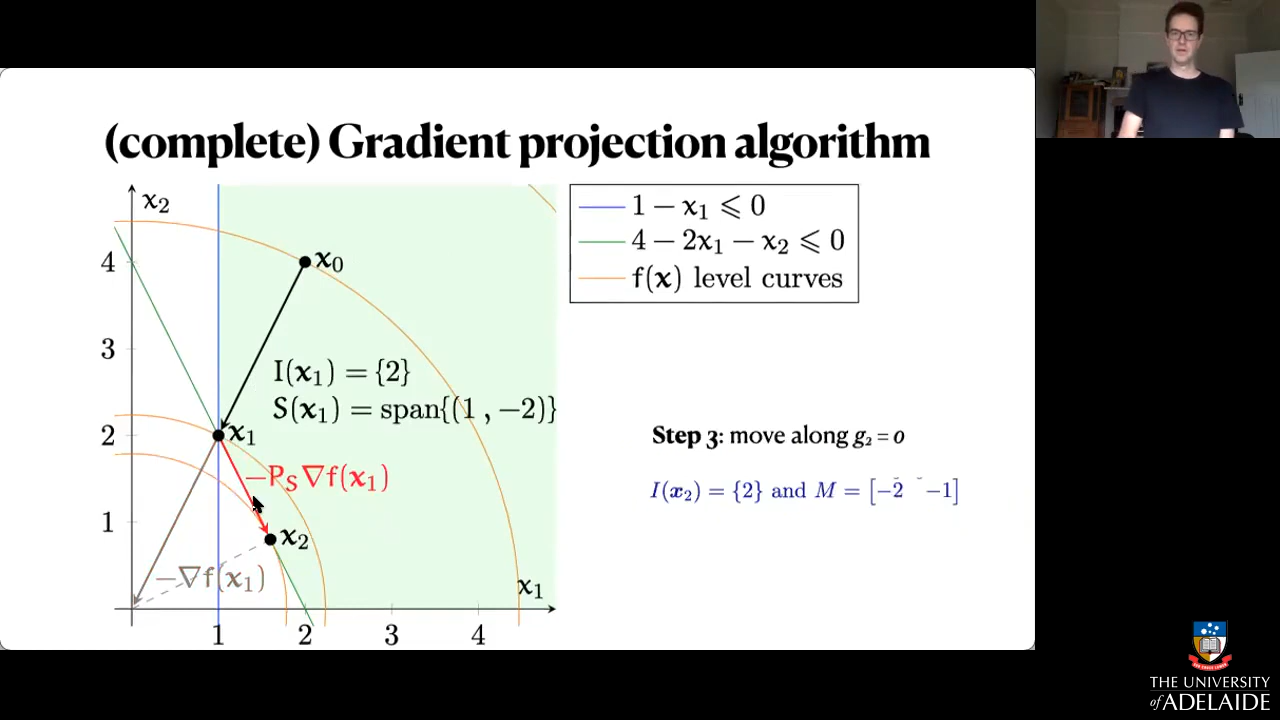 (complete) Gradient projection algorithm
x₂
4
3
2
1
1
2
3
4
x₁
x₀
I(x₁) = {2}
S(x₁) = span{(1 , −2)}
x₁
−P_S∇f(x₁)
x₂
−∇f(x₁)
1 − x₁ ⩽ 0
4 − 2x₁ − x₂ ⩽ 0
f(x) level curves
Step 3: move along g₂ = 0
I(x₂) = {2} and M = [−2 −1]
THE UNIVERSITY
of ADELAIDE